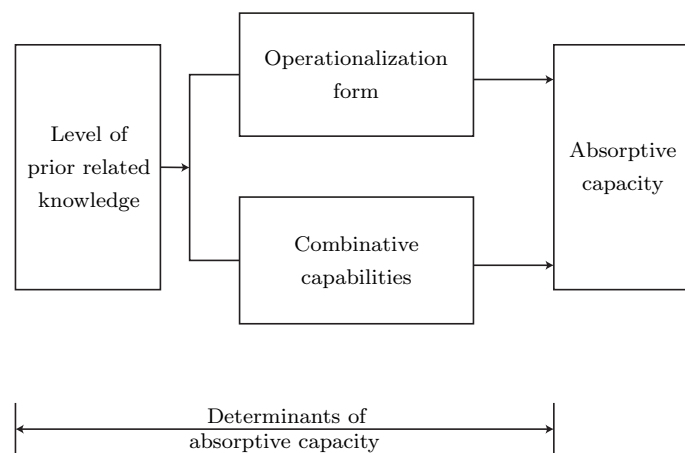 Level of
prior related
knowledge
Operationalization
form
Combinative
capabilities
Absorptive
capacity
Determinants of
absorptive capacity